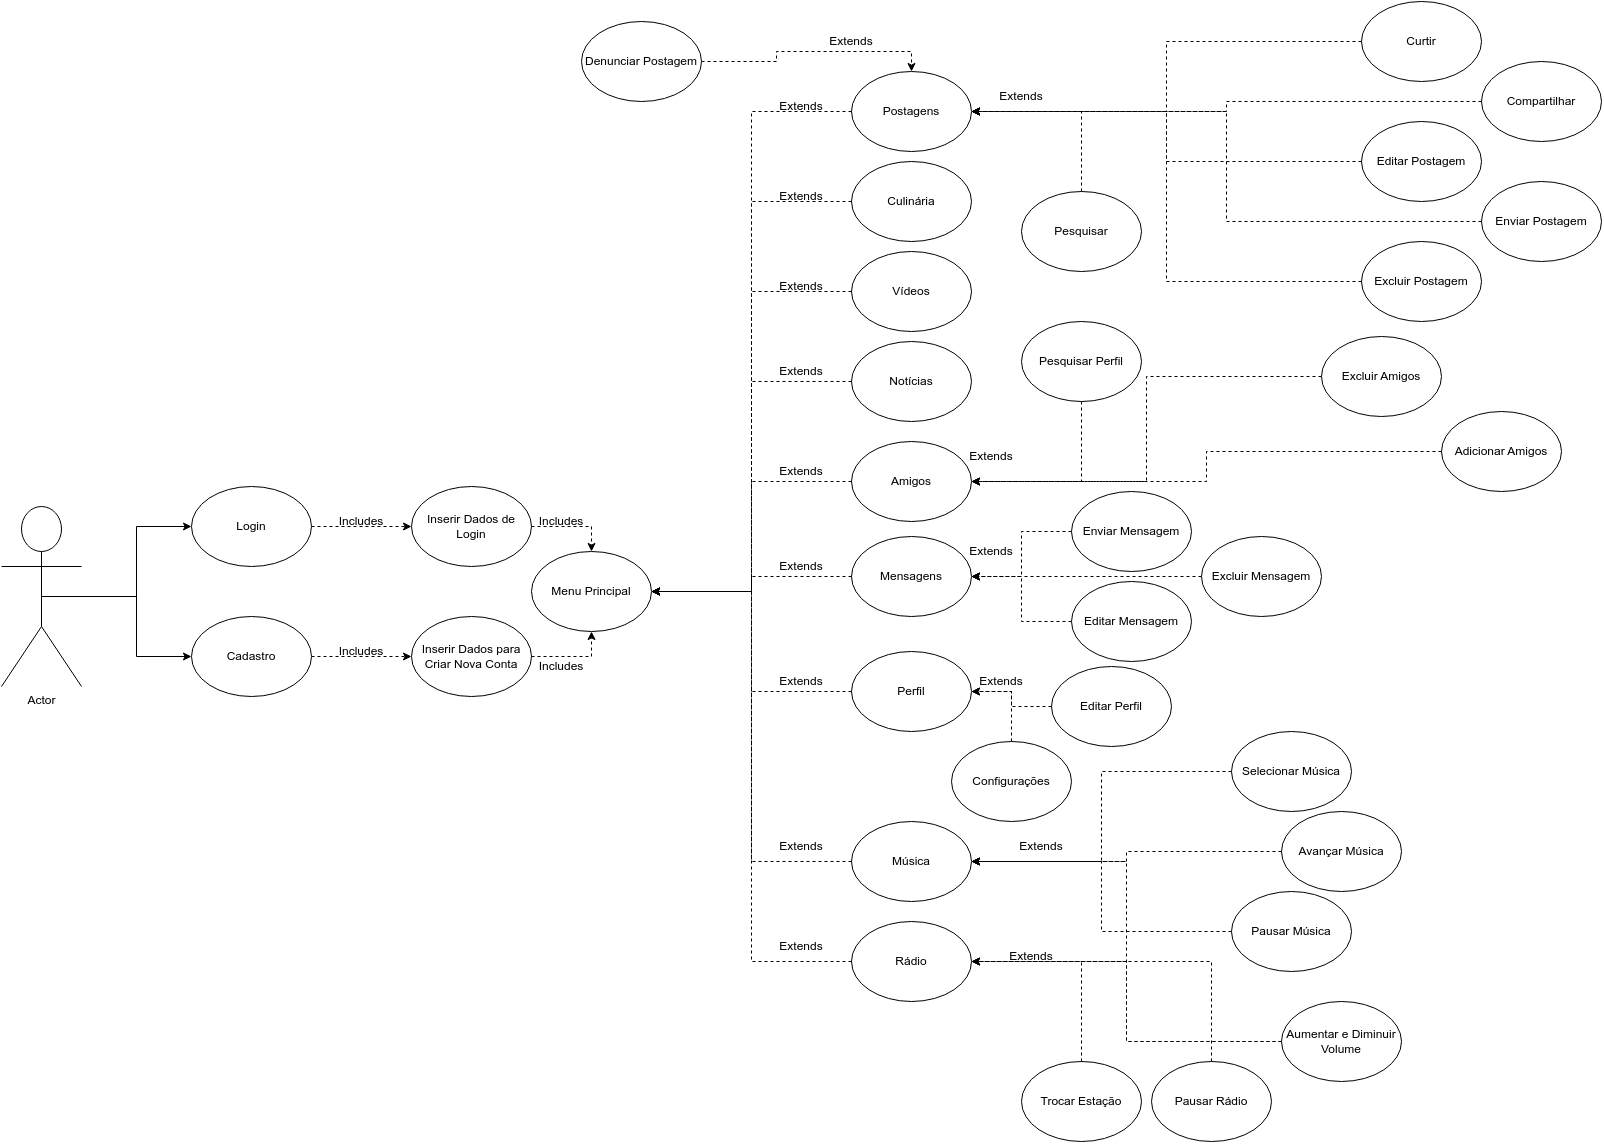 Curtir
Extends
Denunciar Postagem
Extends
Compartilhar
Extends
Postagens
Editar Postagem
Extends
Culinária
Enviar Postagem
Pesquisar
Excluir Postagem
Extends
Vídeos
Pesquisar Perfil
Extends
Notícias
Excluir Amigos
Adicionar Amigos
Extends
Extends
Amigos
Login
Includes
Inserir Dados de
Login
Includes
Enviar Mensagem
Extends
Extends
Mensagens
Excluir Mensagem
Menu Principal
Editar Mensagem
Cadastro
Includes
Inserir Dados para
Criar Nova Conta
Includes
Actor
Extends
Perfil
Extends
Editar Perfil
Configurações
Selecionar Música
Extends
Música
Extends
Avançar Música
Pausar Música
Extends
Rádio
Extends
Aumentar e Diminuir
Volume
Trocar Estação
Pausar Rádio